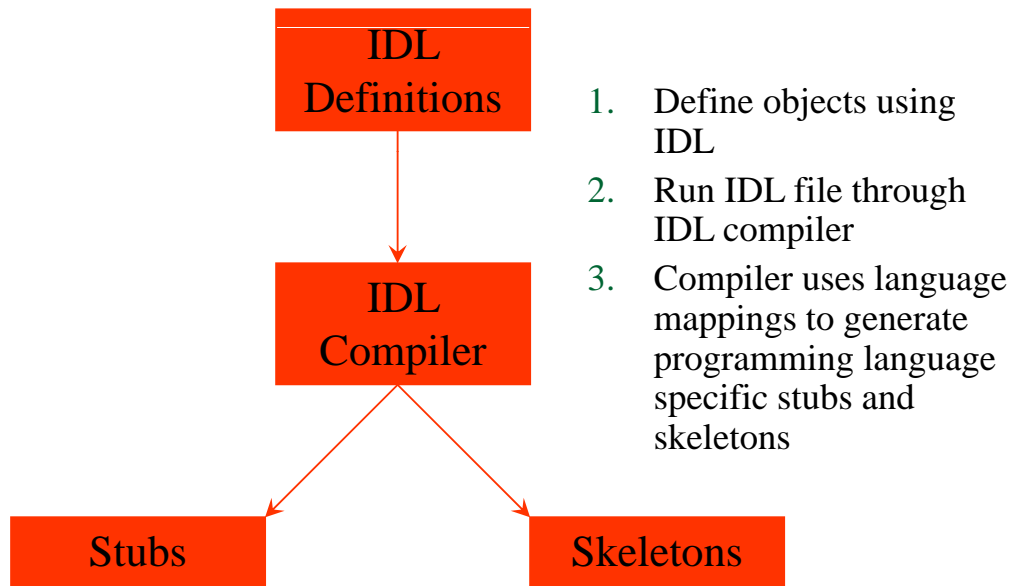 IDL
Definitions
1. Define objects using
IDL
2. Run IDL file through
IDL compiler
3. Compiler uses language
mappings to generate
programming language
specific stubs and
skeletons
IDL
Compiler
Stubs
Skeletons